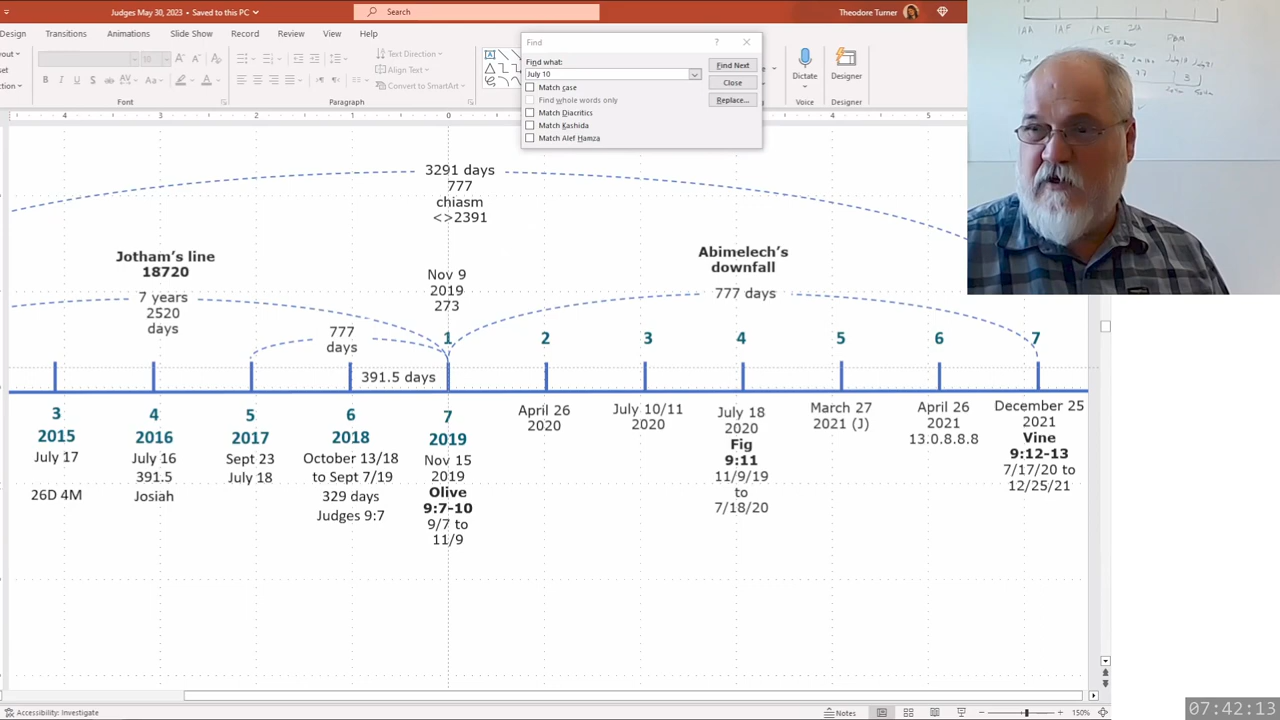 Judges May 30, 2023 • Saved to this PC
Search
Theodore Turner
Design Transitions Animations Slide Show Record Review View Help
Text Direction
Align Text
Convert to SmartArt
Font
Paragraph
Dictate
Designer
Voice
Designer
Find
? ×
Find what:
July 10
Match case
Find whole words only
Match Diacritics
Match Kashida
Match Alef Hamza
Find Next
Close
Replace...
4 3 2 1 0 4 5
3291 days
777
chiasm
<>2391
Jotham's line
18720
7 years
2520
days
777
days
391.5 days
Nov 9
2019
273
Abimelech's
downfall
777 days
1 2 3 4 5 6 7
3
2015
July 17
26D 4M
4
2016
July 16
391.5
Josiah
5
2017
Sept 23
July 18
6
2018
October 13/18
to Sept 7/19
329 days
Judges 9:7
7
2019
Nov 15
2019
Olive
9:7-10
9/7 to
11/9
April 26
2020
July 10/11
2020
July 18
2020
Fig
9:11
11/9/19
to
7/18/20
March 27
2021 (J)
April 26
2021
13.0.8.8.8
December 25
2021
Vine
9:12-13
7/17/20 to
12/25/21
Accessibility: Investigate
Notes
150%
07:42:13